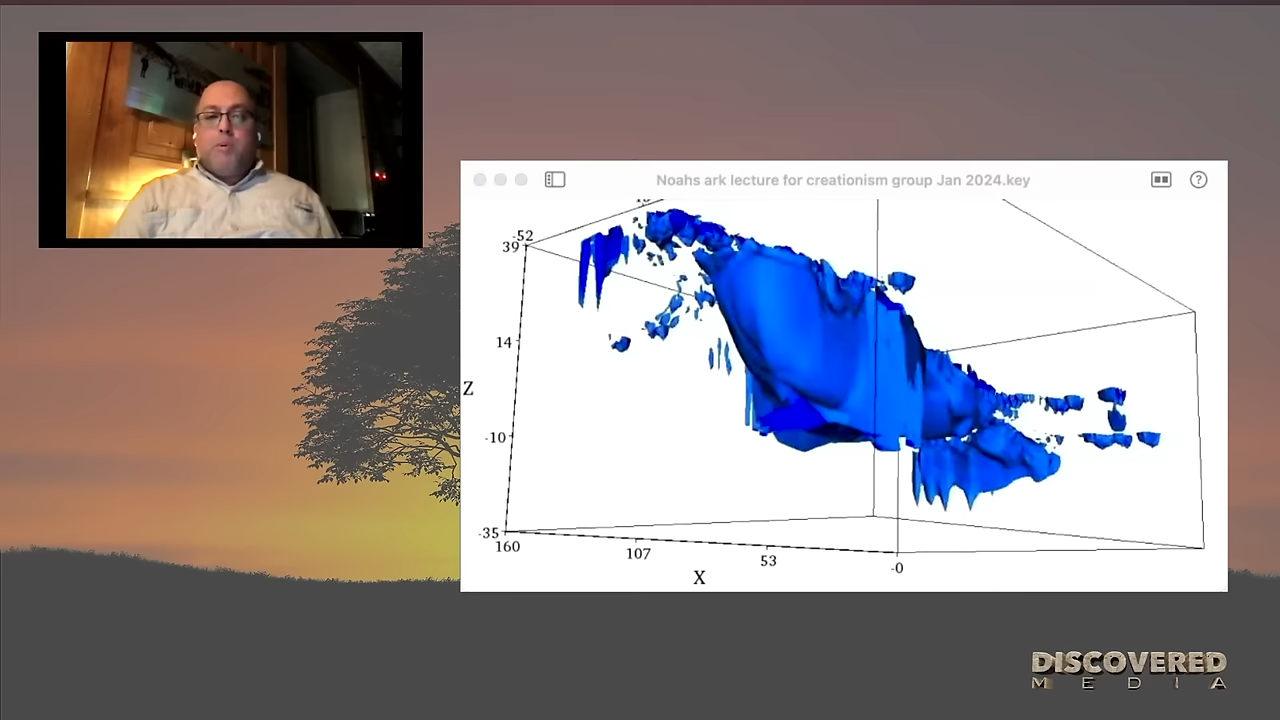 Noahs ark lecture for creationism group Jan 2024.key
?
-52
39
14
Z
-10
-35
160
107
53
-0
X
DISCOVERED
MEDIA